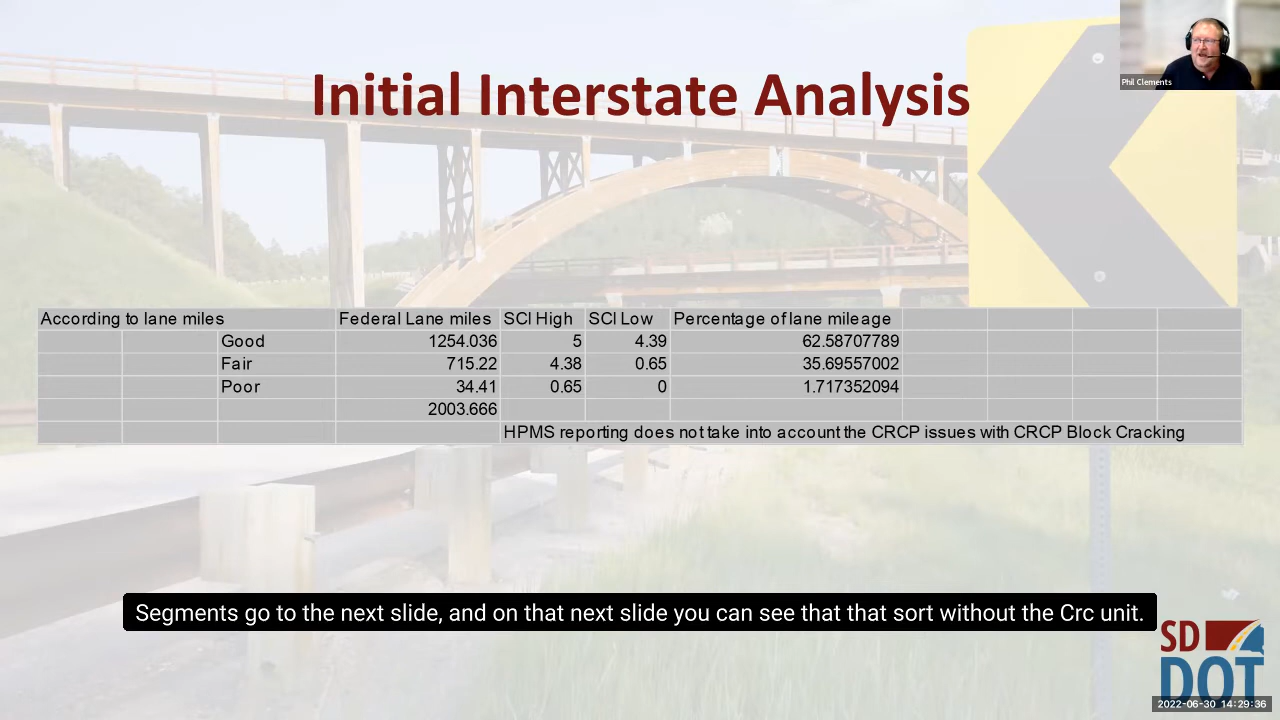 Phil Clements
Initial Interstate Analysis
According to lane miles Federal Lane miles SCI High SCI Low Percentage of lane mileage
Good 1254.036 5 4.39 62.58707789
Fair 715.22 4.38 0.65 35.69557002
Poor 34.41 0.65 0 1.717352094
2003.666
HPMS reporting does not take into account the CRCP issues with CRCP Block Cracking
Segments go to the next slide, and on that next slide you can see that that sort without the Crc unit.
SD
DOT
2022-06-30 14:29:36